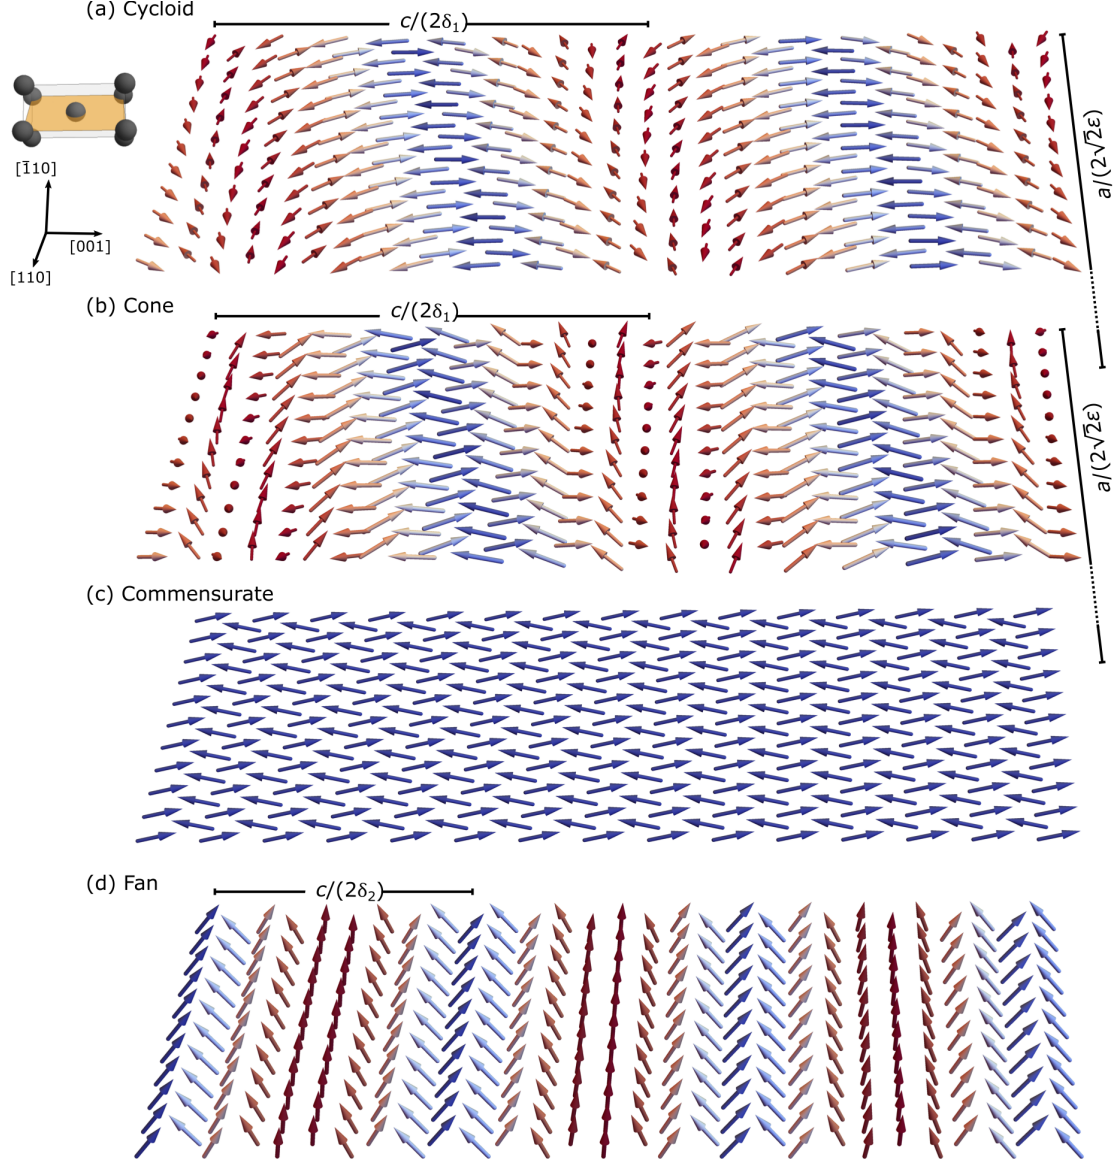 (a) Cycloid
c/(2δ₁)
[1̄10]
[001]
[110]
a/(2√2ε)
(b) Cone
c/(2δ₁)
a/(2√2ε)
(c) Commensurate
(d) Fan
c/(2δ₂)